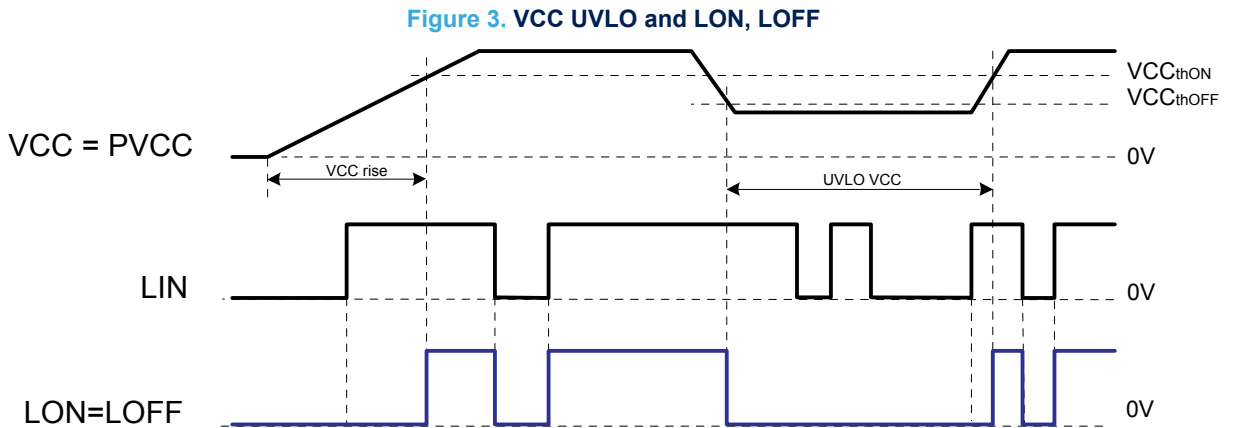 Figure 3. VCC UVLO and LON, LOFF
VCCthON
VCCthOFF
VCC = PVCC
0V
VCC rise
UVLO VCC
LIN
0V
LON=LOFF
0V